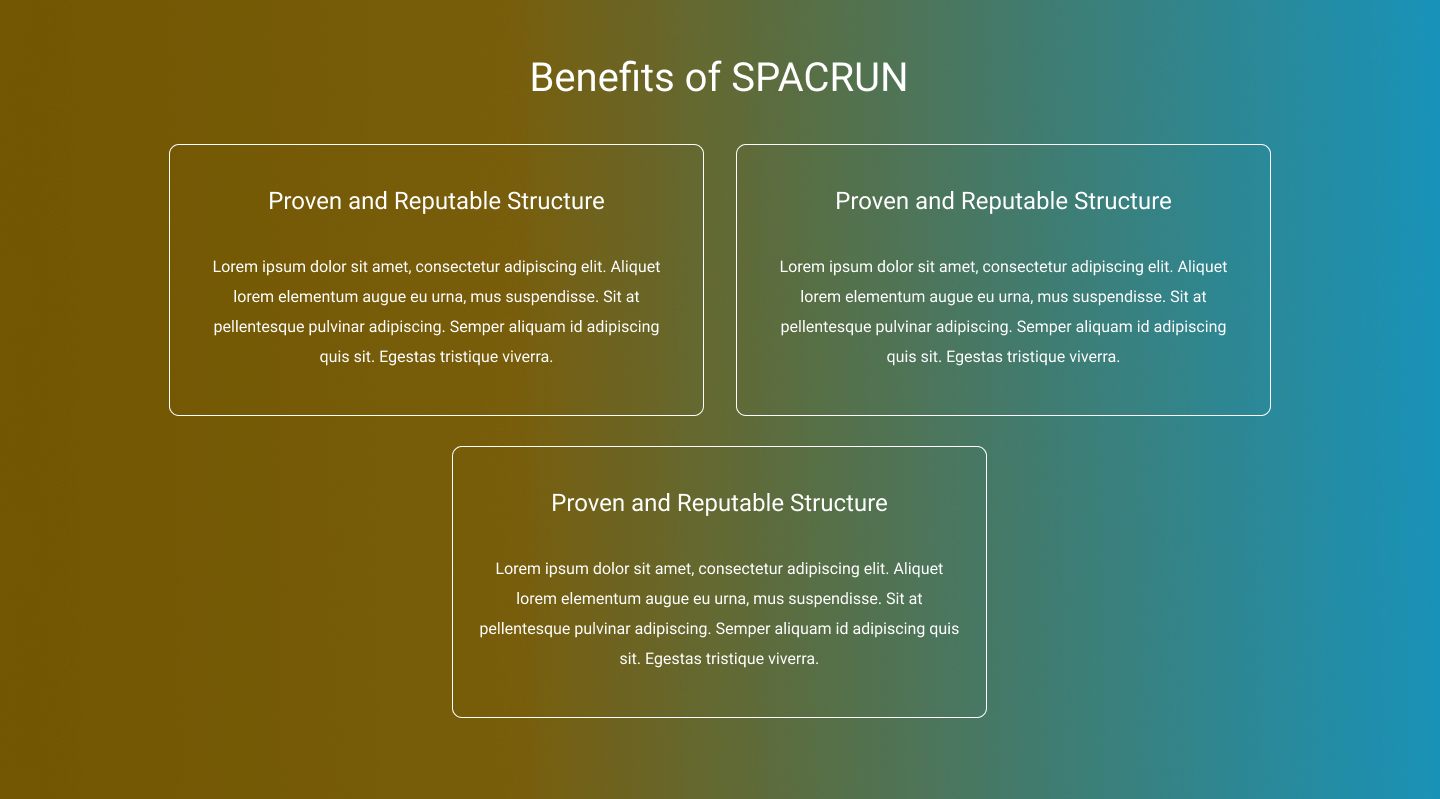 Benefits of SPACRUN
Proven and Reputable Structure
Lorem ipsum dolor sit amet, consectetur adipiscing elit. Aliquet
lorem elementum augue eu urna, mus suspendisse. Sit at
pellentesque pulvinar adipiscing. Semper aliquam id adipiscing
quis sit. Egestas tristique viverra.
Proven and Reputable Structure
Lorem ipsum dolor sit amet, consectetur adipiscing elit. Aliquet
lorem elementum augue eu urna, mus suspendisse. Sit at
pellentesque pulvinar adipiscing. Semper aliquam id adipiscing
quis sit. Egestas tristique viverra.
Proven and Reputable Structure
Lorem ipsum dolor sit amet, consectetur adipiscing elit. Aliquet
lorem elementum augue eu urna, mus suspendisse. Sit at
pellentesque pulvinar adipiscing. Semper aliquam id adipiscing quis
sit. Egestas tristique viverra.